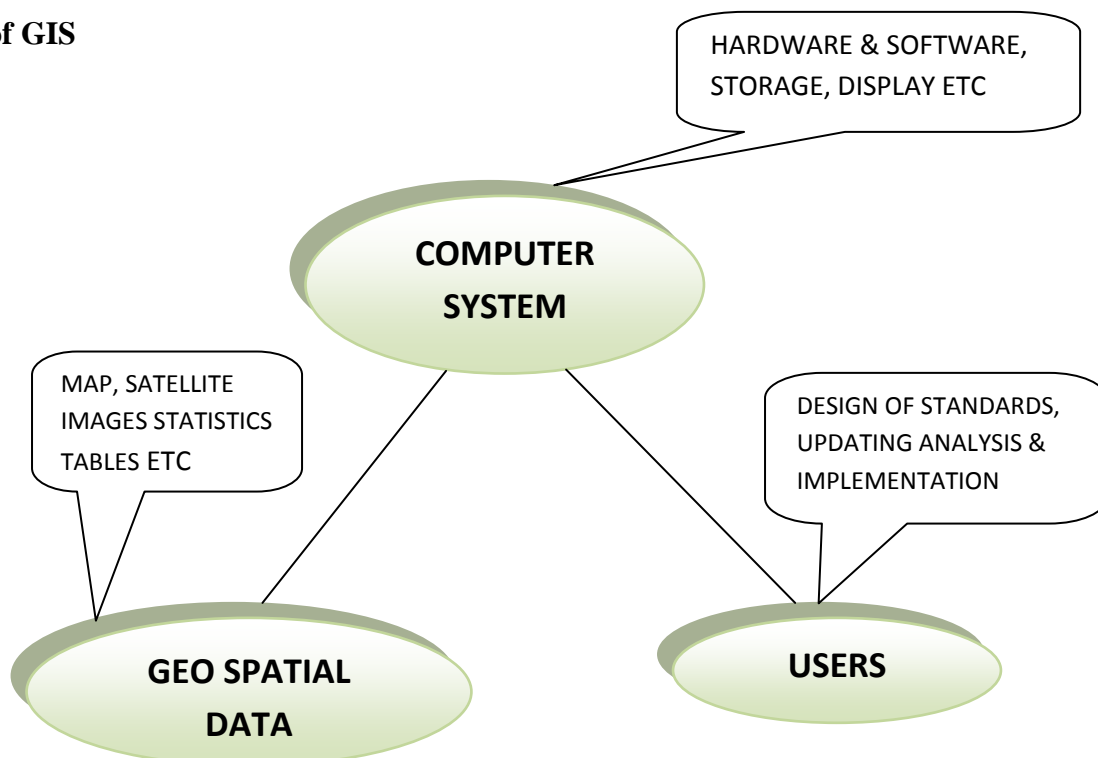 of GIS
HARDWARE & SOFTWARE,
STORAGE, DISPLAY ETC
COMPUTER
SYSTEM
MAP, SATELLITE
IMAGES STATISTICS
TABLES ETC
DESIGN OF STANDARDS,
UPDATING ANALYSIS &
IMPLEMENTATION
GEO SPATIAL
DATA
USERS